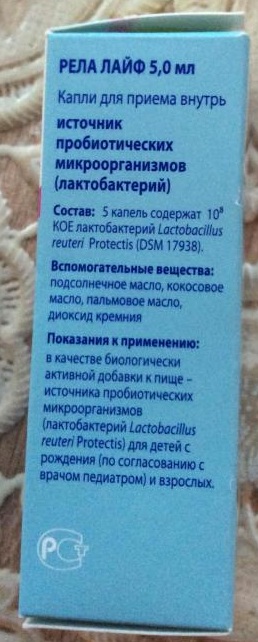 РЕЛА ЛАЙФ 5,0 мл
Капли для приема внутрь
источник
пробиотических
микроорганизмов
(лактобактерий)
Состав: 5 капель содержат 10⁸
КОЕ лактобактерий Lactobacillus
reuteri Protectis (DSM 17938).
Вспомогательные вещества:
подсолнечное масло, кокосовое
масло, пальмовое масло,
диоксид кремния
Показания к применению:
в качестве биологически
активной добавки к пище –
источника пробиотических
микроорганизмов
(лактобактерий Lactobacillus
reuteri Protectis) для детей с
рождения (по согласованию с
врачом педиатром) и взрослых.
РСТ